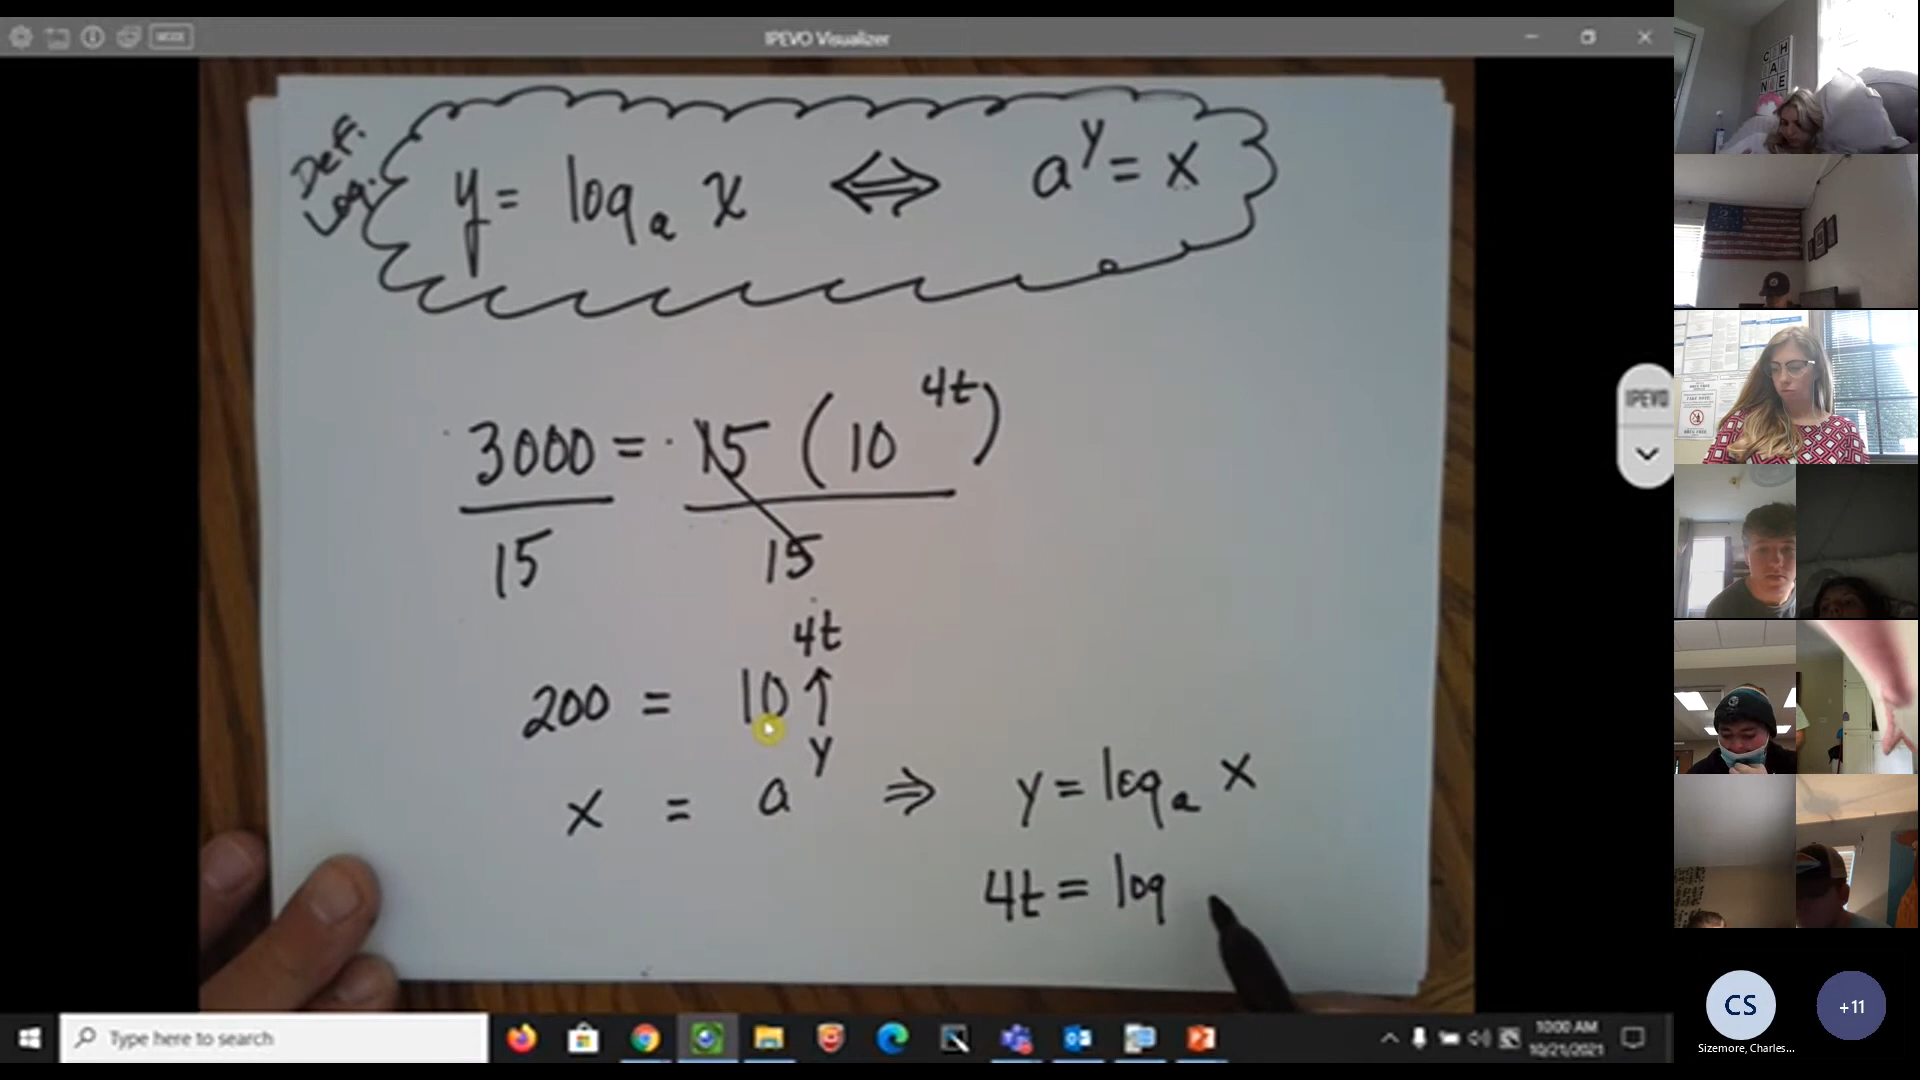 IPEVO Visualizer
MODE
Def.
Log.
y = log_a x ⇔ a^y = x
3000 = 15 (10^4t)
15 15
200 = 10↑ 4t
x = a^y ⇒ y = log_a x
4t = log
IPEVO
C H
A
N E
CS
+11
Sizemore, Charles...
Type here to search
10:00 AM
10/21/2021